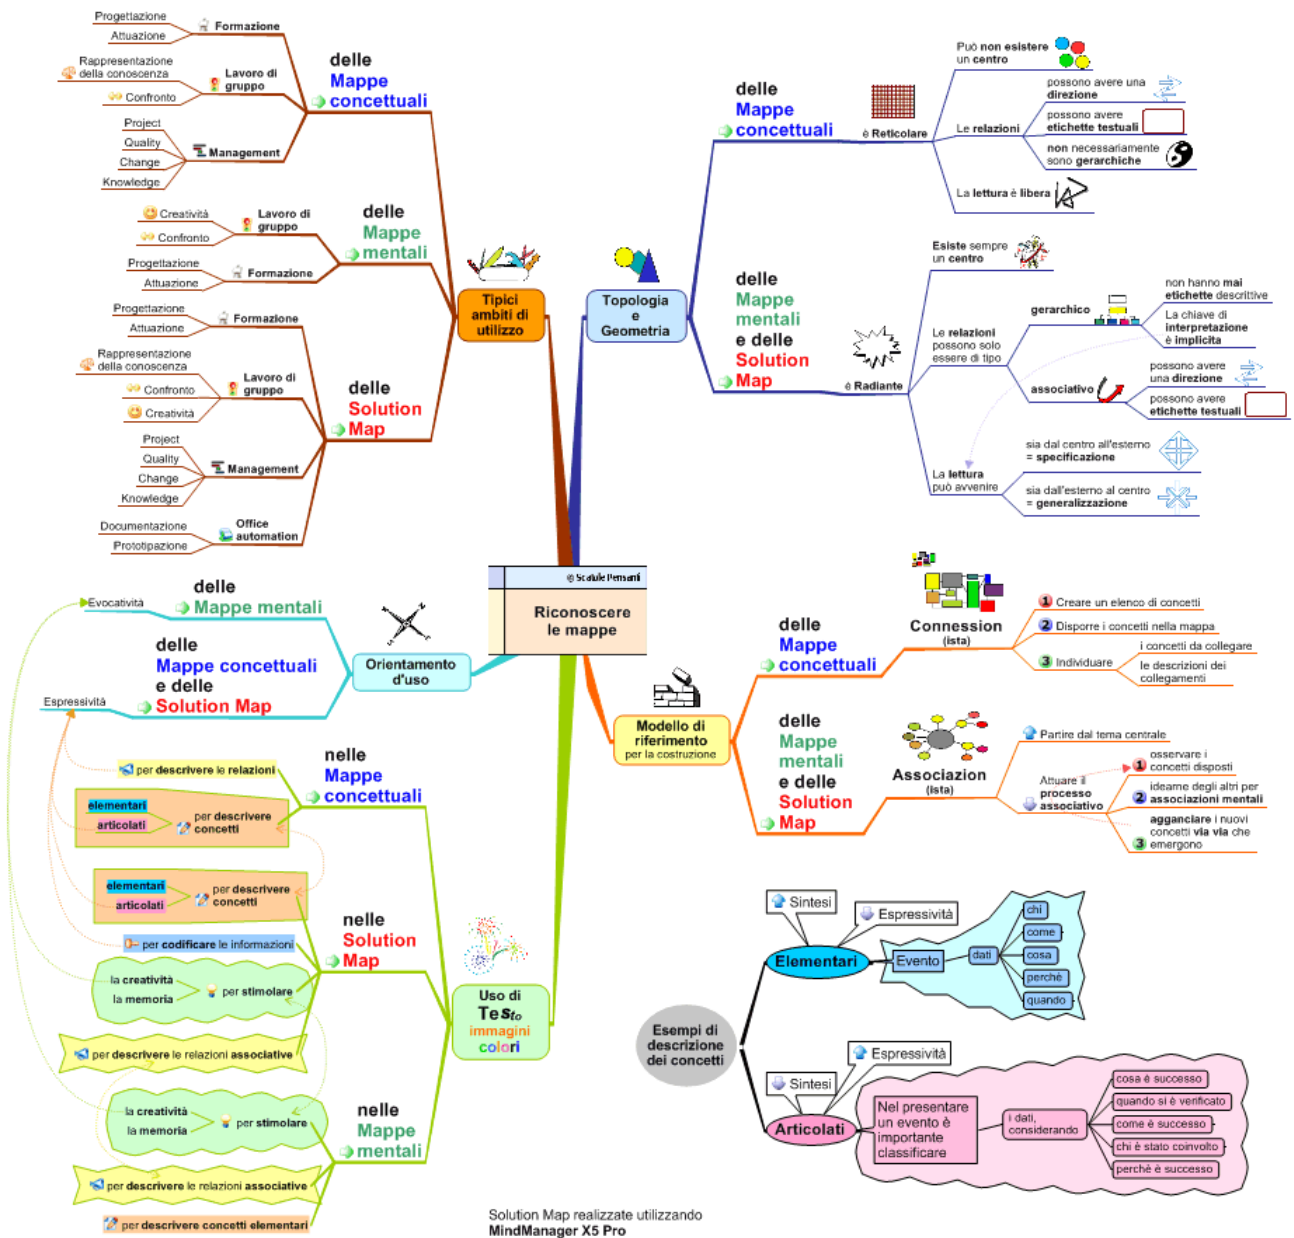 Progettazione
Attuazione
Formazione
Rappresentazione
della conoscenza
Confronto
Lavoro di
gruppo
Project
Quality
Change
Knowledge
Management
delle
Mappe
concettuali
Creatività
Confronto
Lavoro di
gruppo
Progettazione
Attuazione
Formazione
delle
Mappe
mentali
Progettazione
Attuazione
Formazione
Rappresentazione
della conoscenza
Confronto
Creatività
Lavoro di
gruppo
Project
Quality
Change
Knowledge
Management
Documentazione
Prototipazione
Office
automation
delle
Solution
Map
Tipici
ambiti di
utilizzo
Topologia
e
Geometria
delle
Mappe
concettuali
è Reticolare
Può non esistere
un centro
Le relazioni
possono avere una
direzione
possono avere
etichette testuali
non necessariamente
sono gerarchiche
La lettura è libera
delle
Mappe
mentali
e delle
Solution
Map
è Radiante
Esiste sempre
un centro
Le relazioni
possono solo
essere di tipo
gerarchico
non hanno mai
etichette descrittive
La chiave di
interpretazione
è implicita
associativo
possono avere
una direzione
possono avere
etichette testuali
La lettura
può avvenire
sia dal centro all'esterno
= specificazione
sia dall'esterno al centro
= generalizzazione
© Scatole Pensanti
Riconoscere
le mappe
Evocatività
delle
Mappe mentali
Espressività
delle
Mappe concettuali
e delle
Solution Map
Orientamento
d'uso
Modello di
riferimento
per la costruzione
delle
Mappe
concettuali
Connession
(ista)
1 Creare un elenco di concetti
2 Disporre i concetti nella mappa
3 Individuare
i concetti da collegare
le descrizioni dei
collegamenti
delle
Mappe
mentali
e delle
Solution
Map
Associazion
(ista)
Partire dal tema centrale
Attuare il
processo
associativo
1 osservare i
concetti disposti
2 idearne degli altri per
associazioni mentali
3 agganciare i nuovi
concetti via via che
emergono
per descrivere le relazioni
elementari
articolati
per descrivere
concetti
nelle
Mappe
concettuali
elementari
articolati
per descrivere
concetti
per codificare le informazioni
la creatività
la memoria
per stimolare
per descrivere le relazioni associative
nelle
Solution
Map
la creatività
la memoria
per stimolare
per descrivere le relazioni associative
per descrivere concetti elementari
nelle
Mappe
mentali
Uso di
Testo
immagini
colori
Esempi di
descrizione
dei concetti
Sintesi
Espressività
Elementari
Evento
dati
chi
come
cosa
perchè
quando
Sintesi
Espressività
Articolati
Nel presentare
un evento è
importante
classificare
i dati,
considerando
cosa è successo
quando si è verificato
come è successo
chi è stato coinvolto
perchè è successo
Solution Map realizzate utilizzando
MindManager X5 Pro